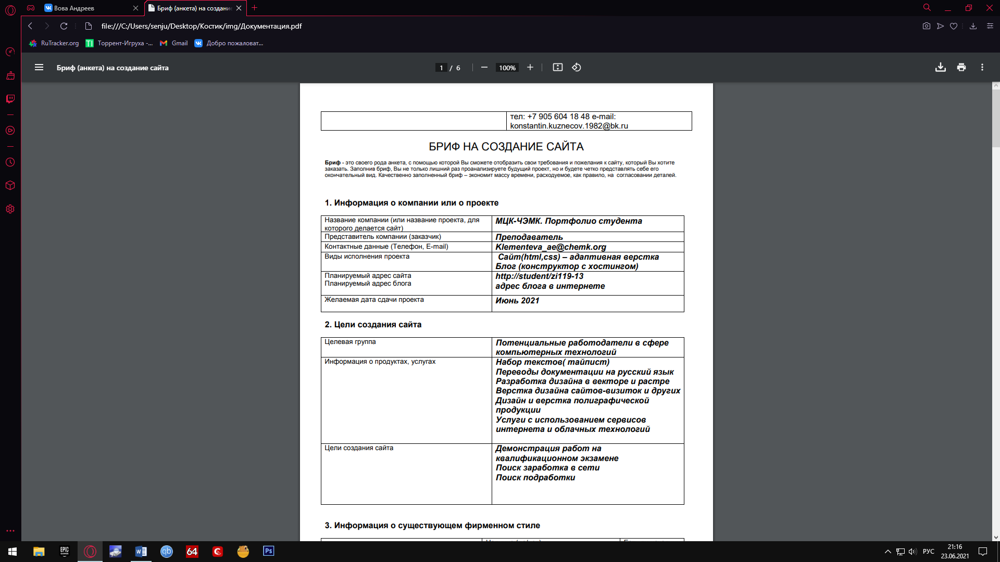 Вова Андреев
Бриф (анкета) на создание
file:///C:/Users/senju/Desktop/Костик/img/Документация.pdf
RuTracker.org
Торрент-Игруха -...
Gmail
Добро пожаловат...
Бриф (анкета) на создание сайта
1 / 6
100%
тел: +7 905 604 18 48 e-mail:
konstantin.kuznecov.1982@bk.ru
БРИФ НА СОЗДАНИЕ САЙТА
Бриф - это своего рода анкета, с помощью которой Вы сможете отобразить свои требования и пожелания к сайту, который Вы хотите
заказать. Заполнив бриф, Вы не только лишний раз проанализируете будущий проект, но и будете четко представлять себе его
окончательный вид. Качественно заполненный бриф – экономит массу времени, расходуемое, как правило, на согласовании деталей.
1. Информация о компании или о проекте
Название компании (или название проекта, для
которого делается сайт)
МЦК-ЧЭМК. Портфолио студента
Представитель компании (заказчик)
Преподаватель
Контактные данные (Телефон, E-mail)
Klementeva_ae@chemk.org
Виды исполнения проекта
Сайт(html,css) – адаптивная верстка
Блог (конструктор с хостингом)
Планируемый адрес сайта
Планируемый адрес блога
http://student/zi119-13
адрес блога в интернете
Желаемая дата сдачи проекта
Июнь 2021
2. Цели создания сайта
Целевая группа
Потенциальные работодатели в сфере
компьютерных технологий
Информация о продуктах, услугах
Набор текстов( тайпист)
Переводы документации на русский язык
Разработка дизайна в векторе и растре
Верстка дизайна сайтов-визиток и других
Дизайн и верстка полиграфической
продукции
Услуги с использованием сервисов
интернета и облачных технологий
Цели создания сайта
Демонстрация работ на
квалификационном экзамене
Поиск заработка в сети
Поиск подработки
3. Информация о существующем фирменном стиле
EPIC
GAMES
qb
64
Ps
РУС
21:16
23.06.2021